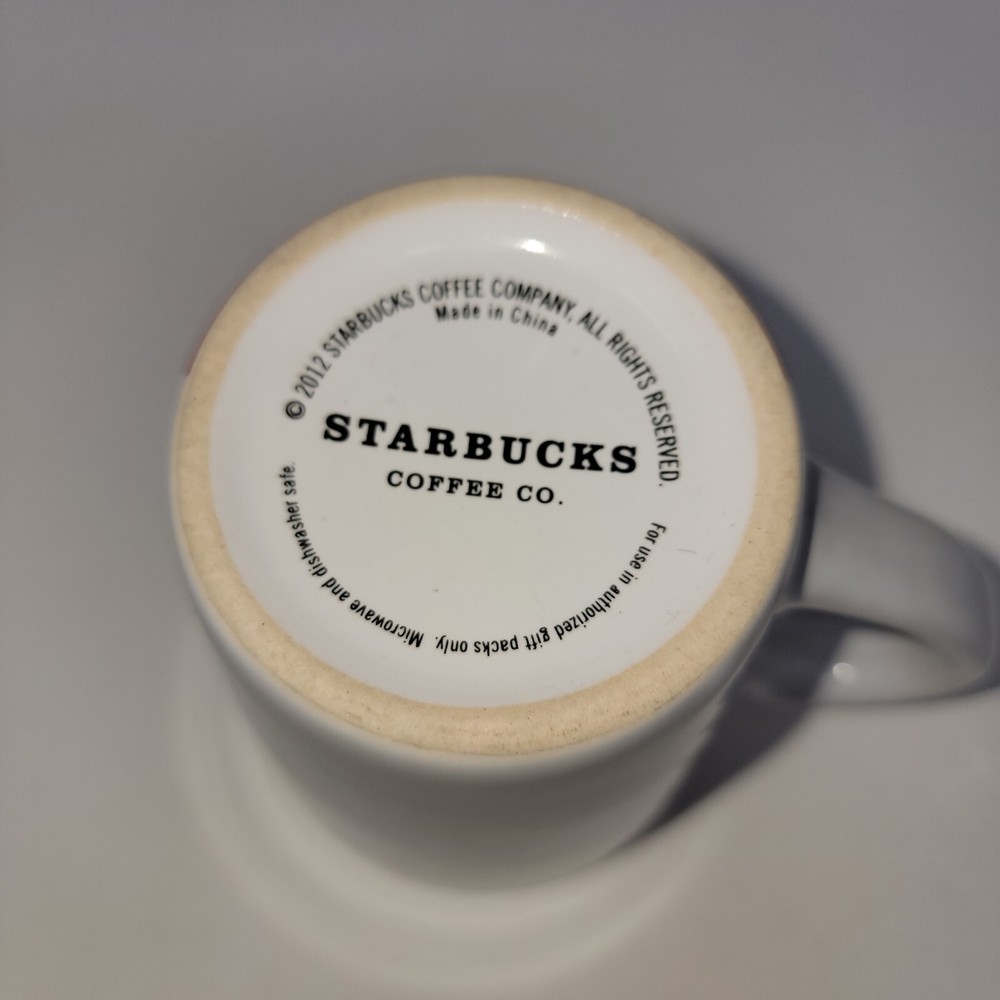 © 2012 STARBUCKS COFFEE COMPANY, ALL RIGHTS RESERVED.
Made in China
STARBUCKS
COFFEE CO.
For use in authorized gift packs only. Microwave and dishwasher safe.